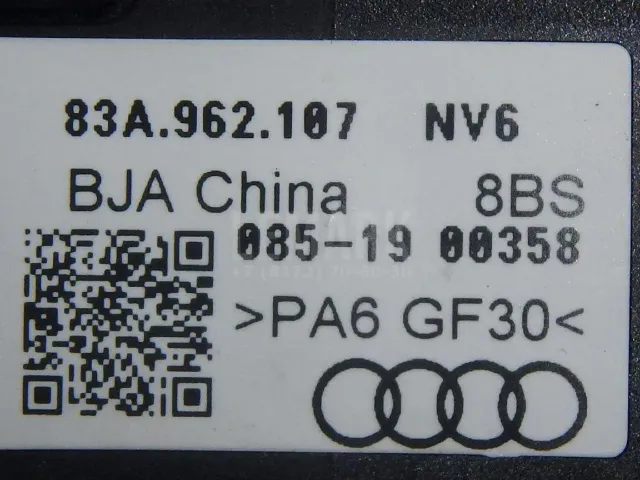 83A.962.107 NV6
BJA China 8BS
085-19 00358
>PA6 GF30<